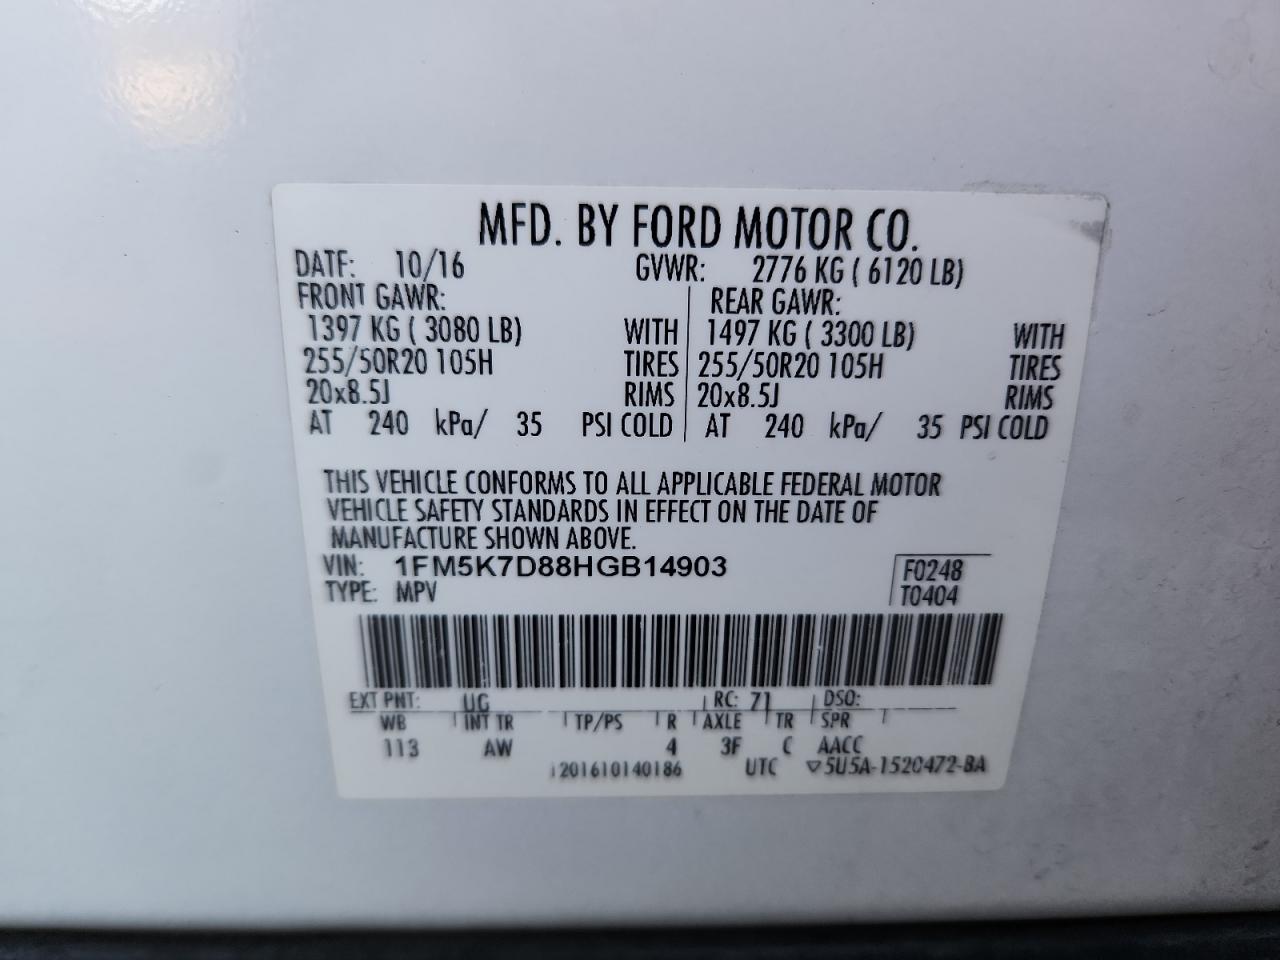 MFD. BY FORD MOTOR CO.
DATE: 10/16 GVWR: 2776 KG ( 6120 LB)
FRONT GAWR: REAR GAWR:
1397 KG ( 3080 LB) WITH 1497 KG ( 3300 LB) WITH
255/50R20 105H TIRES 255/50R20 105H TIRES
20x8.5J RIMS 20x8.5J RIMS
AT 240 kPa/ 35 PSI COLD AT 240 kPa/ 35 PSI COLD
THIS VEHICLE CONFORMS TO ALL APPLICABLE FEDERAL MOTOR
VEHICLE SAFETY STANDARDS IN EFFECT ON THE DATE OF
MANUFACTURE SHOWN ABOVE.
VIN: 1FM5K7D88HGB14903 F0248
TYPE: MPV T0404
EXT PNT: UG RC: 71 DSO:
WB INT TR TP/PS R AXLE TR SPR
113 AW 4 3F C AACC
201610140186 UTC ▽5U5A-1520472-BA